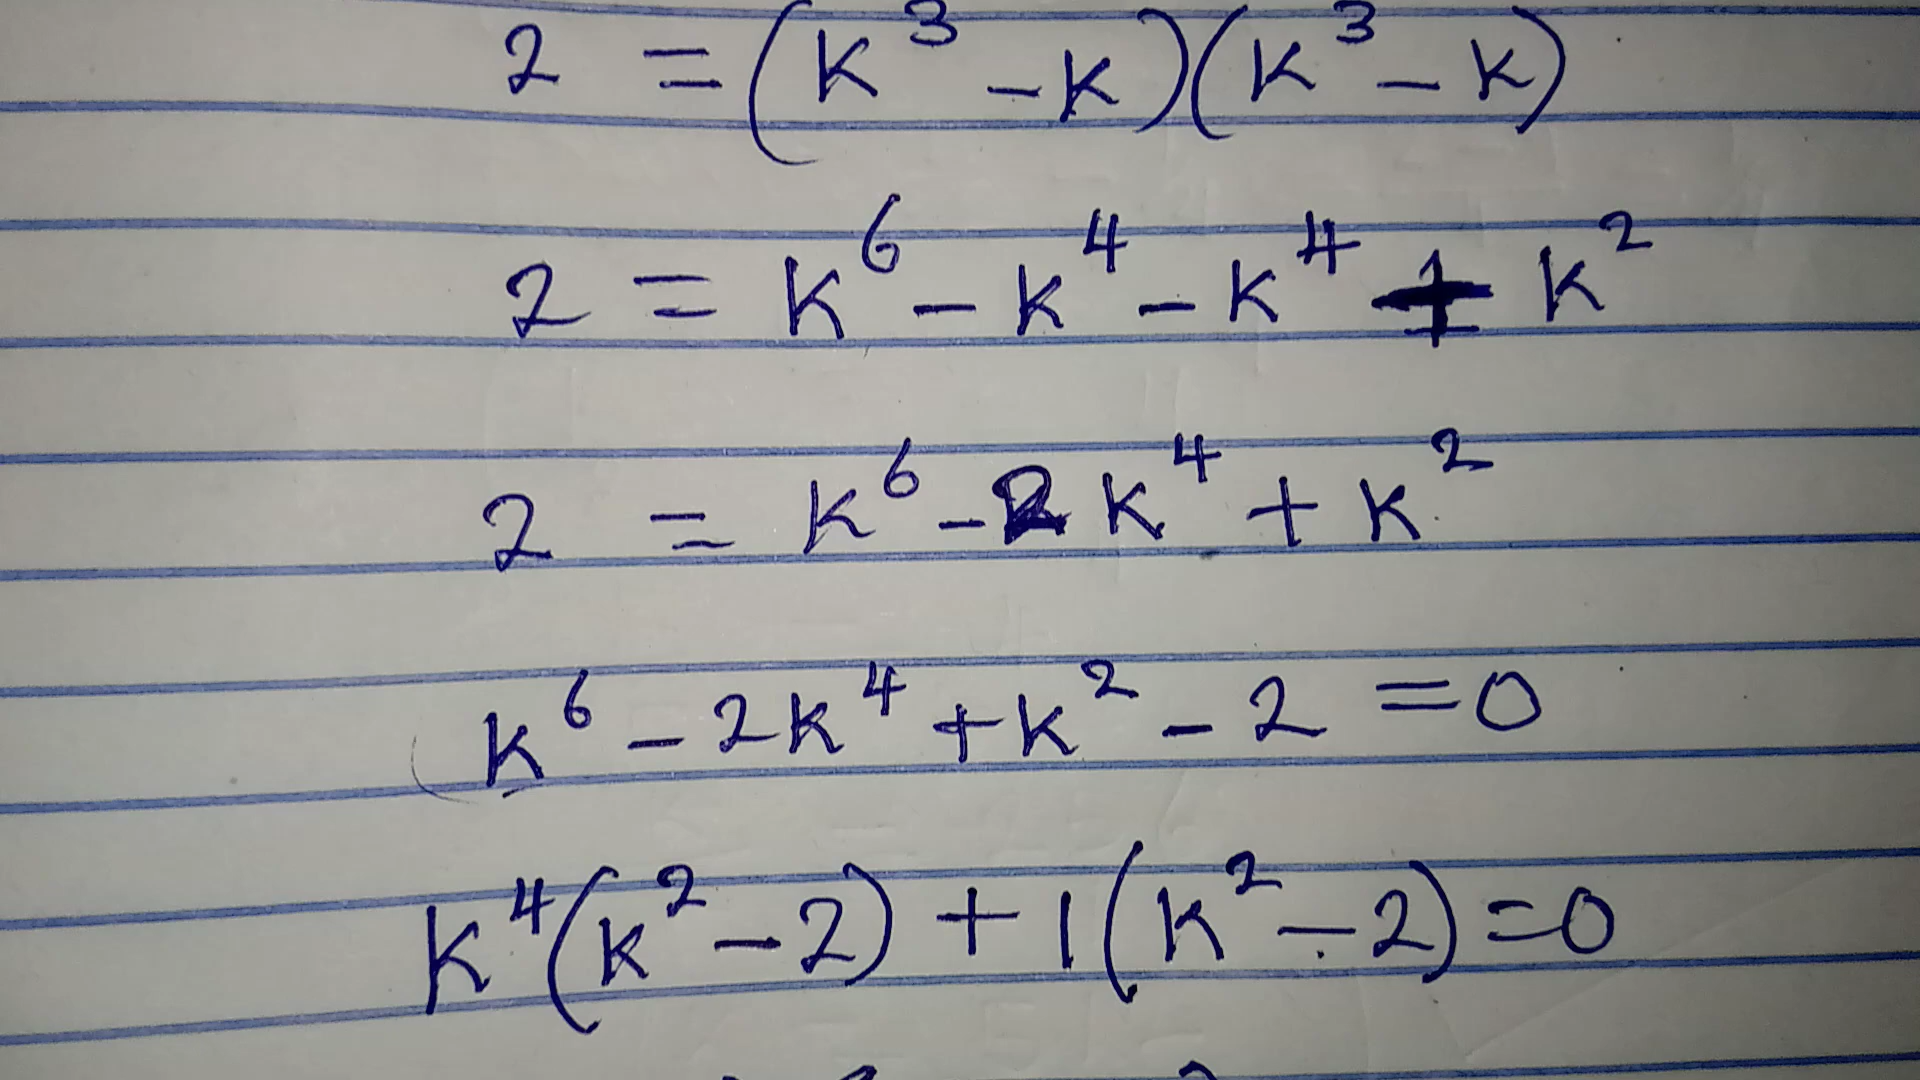 2 = (K³ - K)(K³ - K)
2 = K⁶ - K⁴ - K⁴ + K²
2 = K⁶ - 2K⁴ + K²
K⁶ - 2K⁴ + K² - 2 = 0
K⁴(K² - 2) + 1(K² - 2) = 0